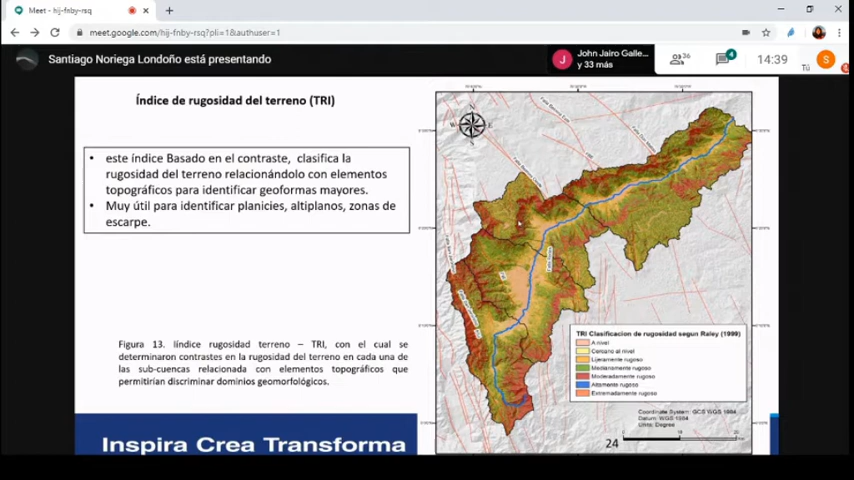 Meet - hij-fnby-rsq
meet.google.com/hij-fnby-rsq?pli=1&authuser=1
Santiago Noriega Londoño está presentando
John Jairo Galle...
J
y 33 más
36
4
14:39
Tú
S
Índice de rugosidad del terreno (TRI)
• este índice Basado en el contraste, clasifica la
rugosidad del terreno relacionándolo con elementos
topográficos para identificar geoformas mayores.
• Muy útil para identificar planicies, altiplanos, zonas de
escarpe.
Figura 13. Iíndice rugosidad terreno – TRI, con el cual se
determinaron contrastes en la rugosidad del terreno en cada una de
las sub-cuencas relacionada con elementos topográficos que
permitirían discriminar dominios geomorfológicos.
Inspira Crea Transforma
N
E
TRI Clasificacion de rugosidad segun Raley (1999)
A nivel
Cercano al nivel
Lijeramente rugoso
Medianamente rugoso
Moderadamente rugoso
Altamente rugoso
Extremadamente rugoso
Coordinate System: GCS WGS 1984
Datum: WGS 1984
Units: Degree
24